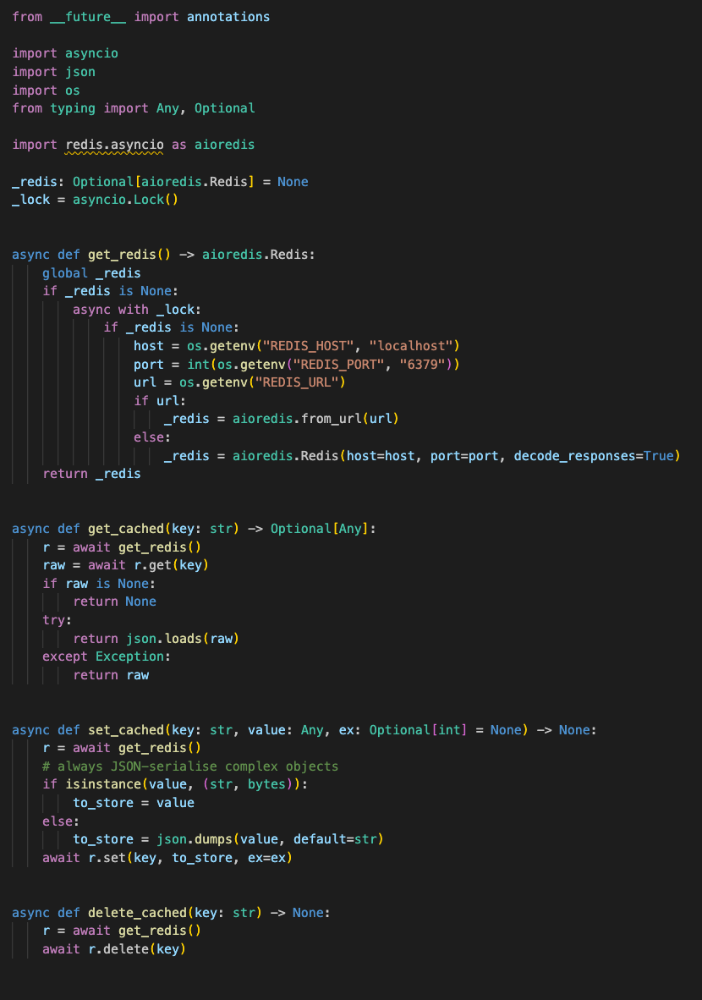 from __future__ import annotations

import asyncio
import json
import os
from typing import Any, Optional

import redis.asyncio as aioredis

_redis: Optional[aioredis.Redis] = None
_lock = asyncio.Lock()


async def get_redis() -> aioredis.Redis:
    global _redis
    if _redis is None:
        async with _lock:
            if _redis is None:
                host = os.getenv("REDIS_HOST", "localhost")
                port = int(os.getenv("REDIS_PORT", "6379"))
                url = os.getenv("REDIS_URL")
                if url:
                    _redis = aioredis.from_url(url)
                else:
                    _redis = aioredis.Redis(host=host, port=port, decode_responses=True)
    return _redis


async def get_cached(key: str) -> Optional[Any]:
    r = await get_redis()
    raw = await r.get(key)
    if raw is None:
        return None
    try:
        return json.loads(raw)
    except Exception:
        return raw


async def set_cached(key: str, value: Any, ex: Optional[int] = None) -> None:
    r = await get_redis()
    # always JSON-serialise complex objects
    if isinstance(value, (str, bytes)):
        to_store = value
    else:
        to_store = json.dumps(value, default=str)
    await r.set(key, to_store, ex=ex)


async def delete_cached(key: str) -> None:
    r = await get_redis()
    await r.delete(key)